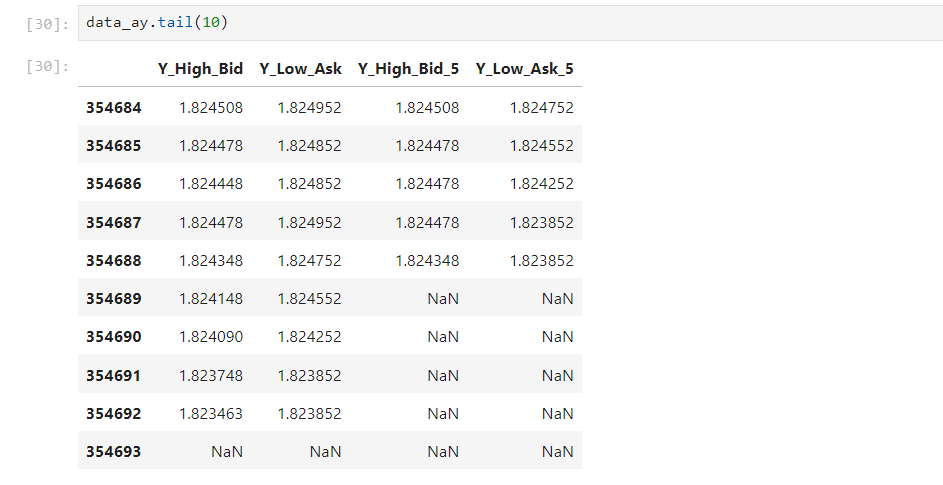 [30]: data_ay.tail(10)
[30]:
Y_High_Bid Y_Low_Ask Y_High_Bid_5 Y_Low_Ask_5
354684 1.824508 1.824952 1.824508 1.824752
354685 1.824478 1.824852 1.824478 1.824552
354686 1.824448 1.824852 1.824478 1.824252
354687 1.824478 1.824952 1.824478 1.823852
354688 1.824348 1.824752 1.824348 1.823852
354689 1.824148 1.824552 NaN NaN
354690 1.824090 1.824252 NaN NaN
354691 1.823748 1.823852 NaN NaN
354692 1.823463 1.823852 NaN NaN
354693 NaN NaN NaN NaN